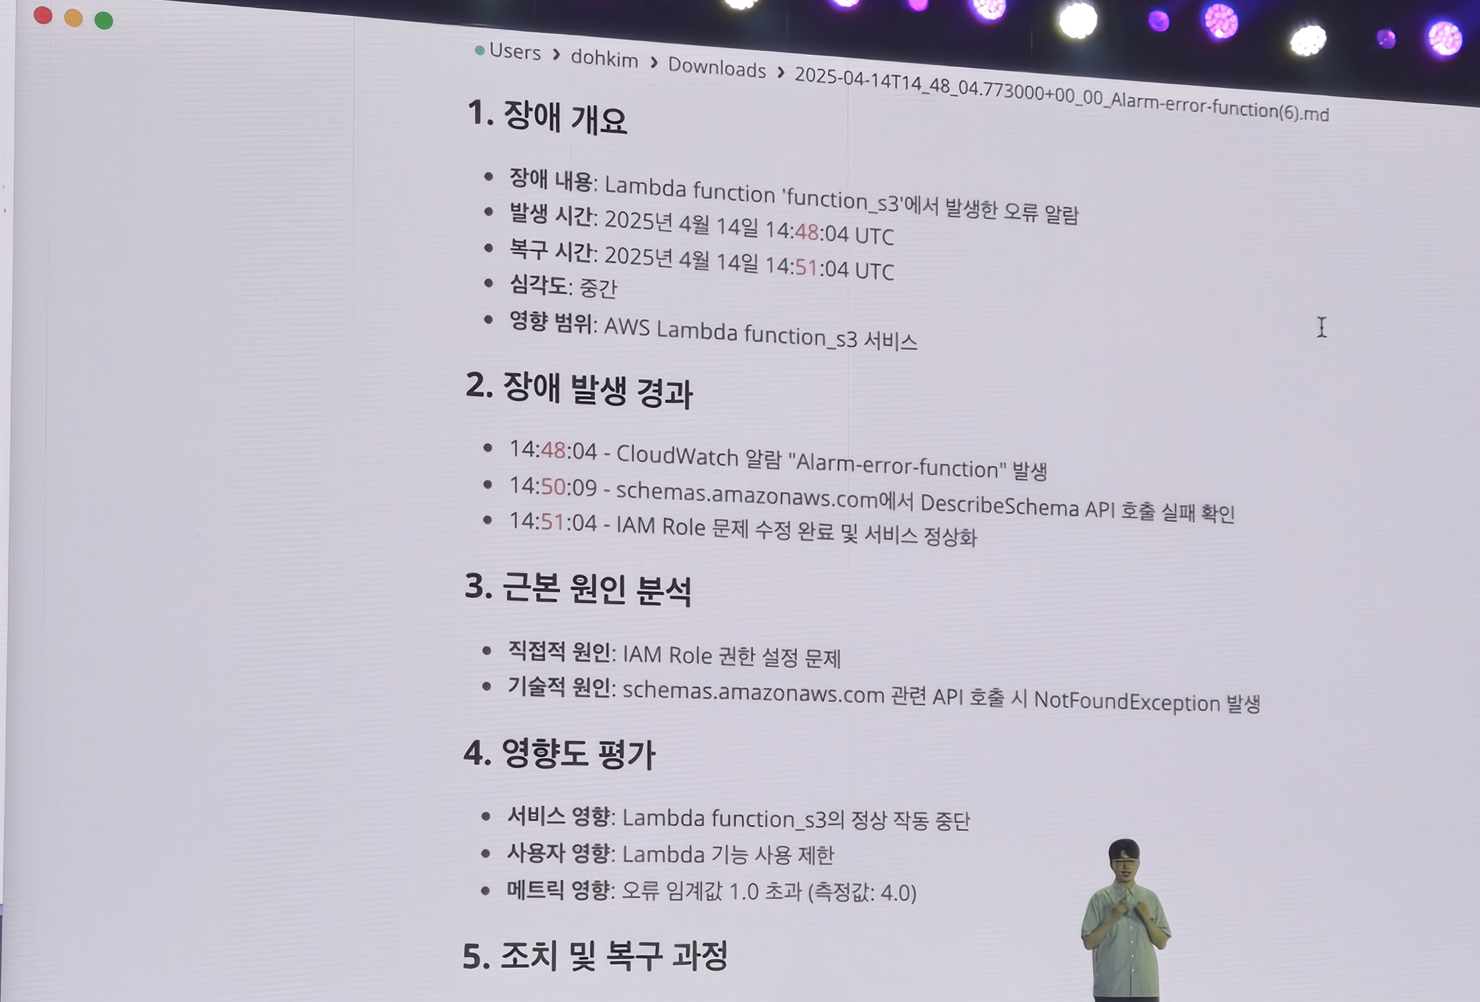 Users > dohkim > Downloads > 2025-04-14T14_48_04.773000+00_00_Alarm-error-function(6).md
1. 장애 개요
• 장애 내용: Lambda function 'function_s3'에서 발생한 오류 알람
• 발생 시간: 2025년 4월 14일 14:48:04 UTC
• 복구 시간: 2025년 4월 14일 14:51:04 UTC
• 심각도: 중간
• 영향 범위: AWS Lambda function_s3 서비스
2. 장애 발생 경과
• 14:48:04 - CloudWatch 알람 "Alarm-error-function" 발생
• 14:50:09 - schemas.amazonaws.com에서 DescribeSchema API 호출 실패 확인
• 14:51:04 - IAM Role 문제 수정 완료 및 서비스 정상화
3. 근본 원인 분석
• 직접적 원인: IAM Role 권한 설정 문제
• 기술적 원인: schemas.amazonaws.com 관련 API 호출 시 NotFoundException 발생
4. 영향도 평가
• 서비스 영향: Lambda function_s3의 정상 작동 중단
• 사용자 영향: Lambda 기능 사용 제한
• 메트릭 영향: 오류 임계값 1.0 초과 (측정값: 4.0)
5. 조치 및 복구 과정